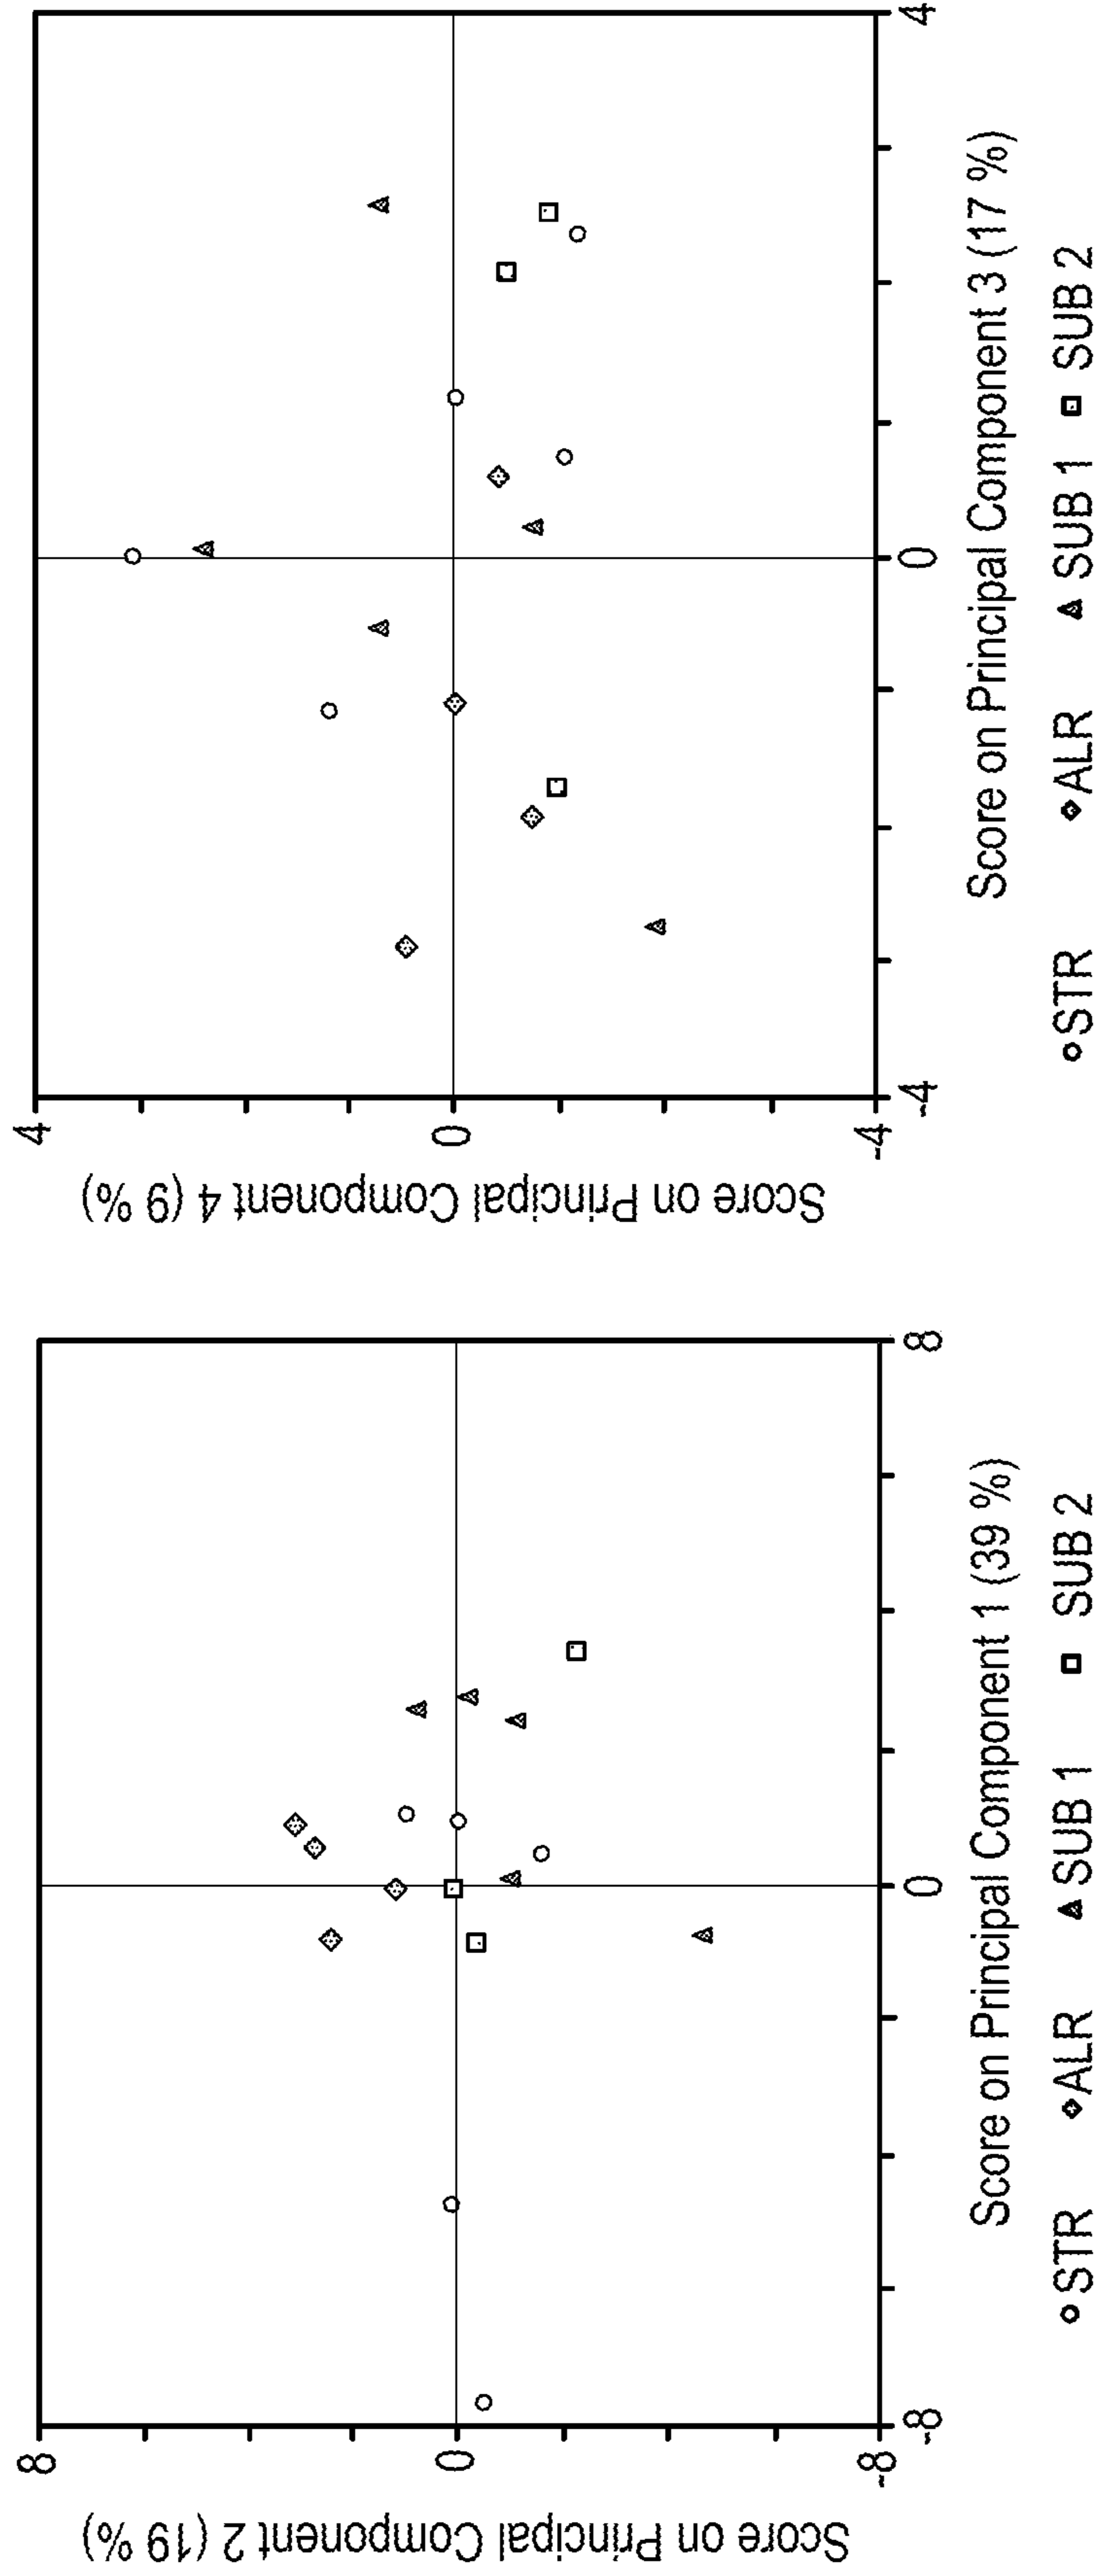 8
0
-8
Score on Principal Component 2 (19 %)
-8
0
8
Score on Principal Component 1 (39 %)
STR ALR SUB 1 SUB 2
4
0
-4
Score on Principal Component 4 (9 %)
-4
0
4
Score on Principal Component 3 (17 %)
STR ALR SUB 1 SUB 2